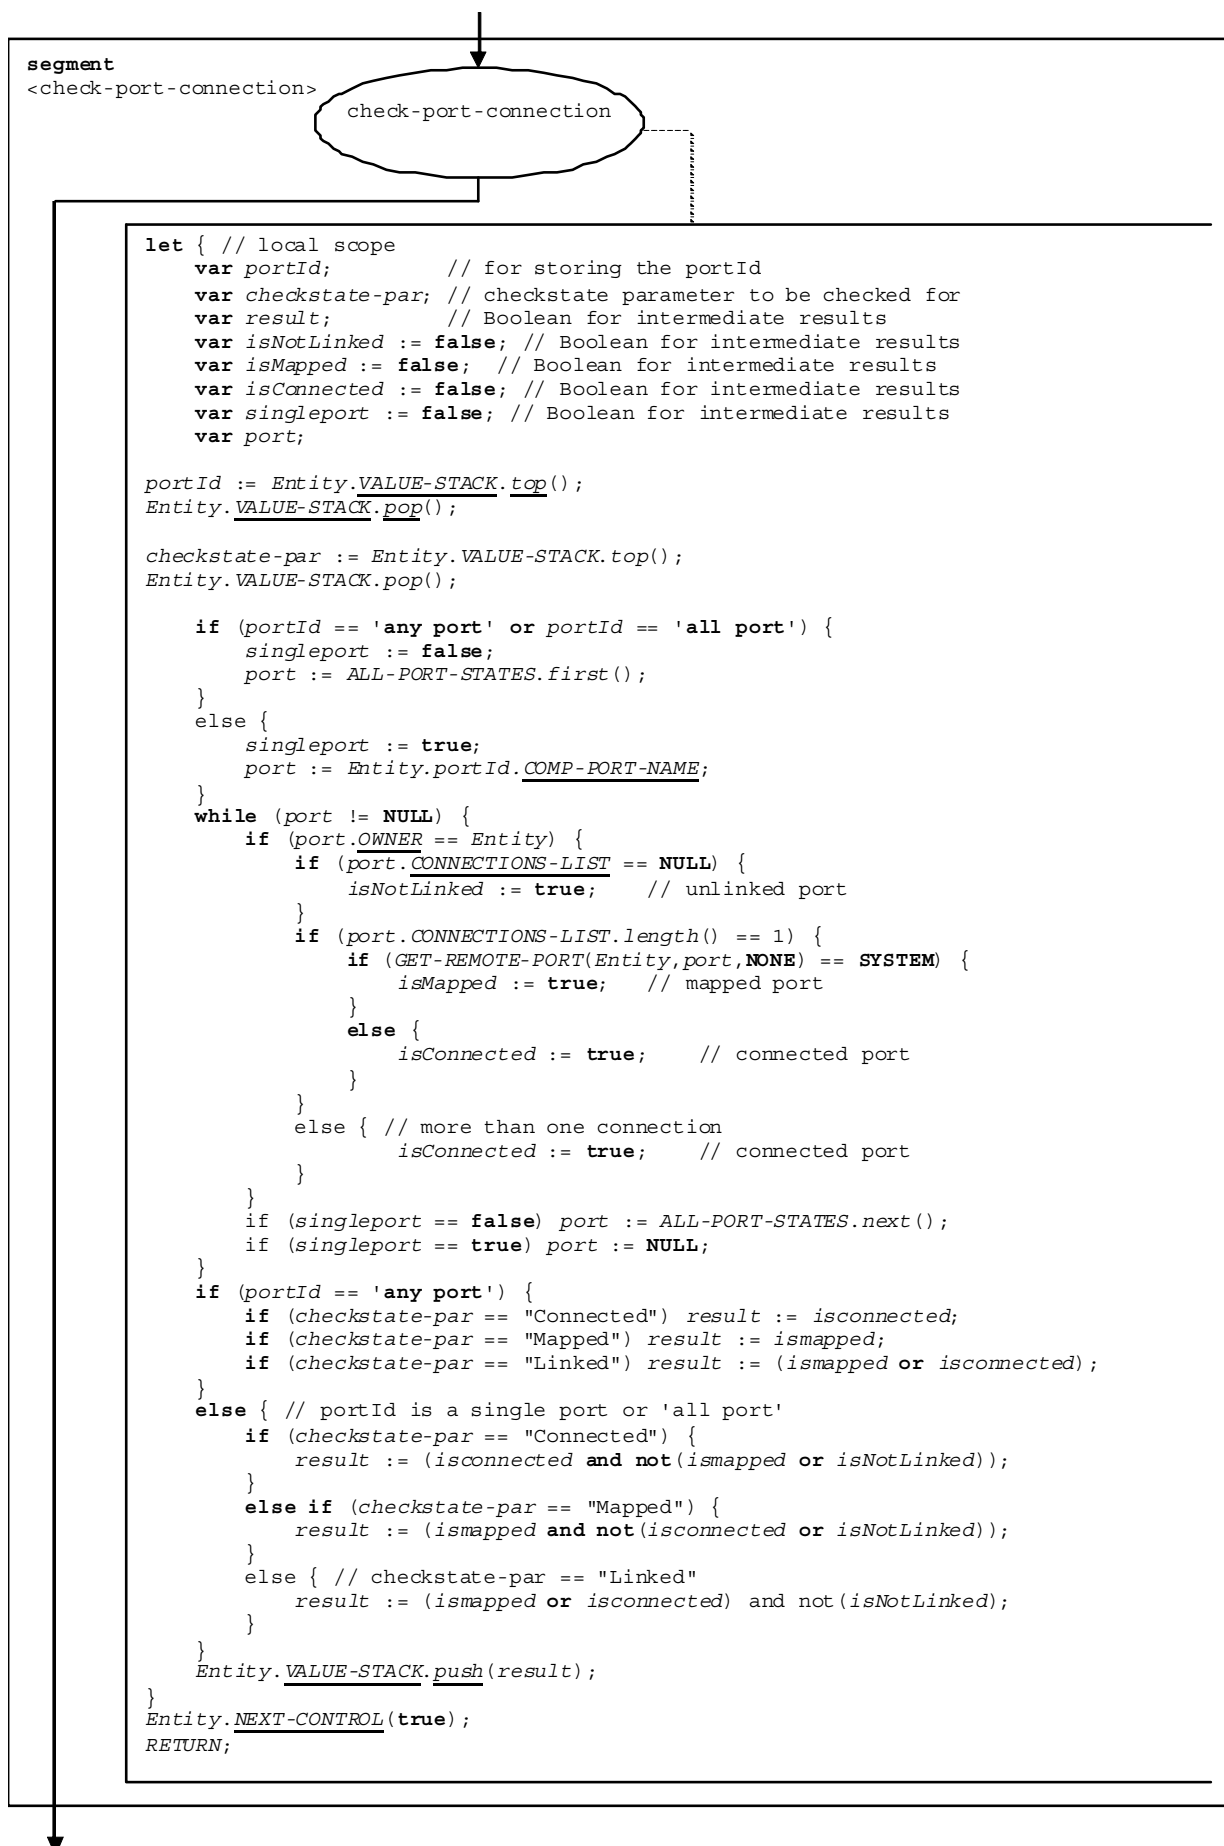 segment
<check-port-connection>
check-port-connection
let { // local scope
    var portId;          // for storing the portId
    var checkstate-par; // checkstate parameter to be checked for
    var result;          // Boolean for intermediate results
    var isNotLinked := false; // Boolean for intermediate results
    var isMapped := false;  // Boolean for intermediate results
    var isConnected := false; // Boolean for intermediate results
    var singleport := false; // Boolean for intermediate results
    var port;
portId := Entity.VALUE-STACK.top();
Entity.VALUE-STACK.pop();
checkstate-par := Entity.VALUE-STACK.top();
Entity.VALUE-STACK.pop();
    if (portId == 'any port' or portId == 'all port') {
        singleport := false;
        port := ALL-PORT-STATES.first();
    }
    else {
        singleport := true;
        port := Entity.portId.COMP-PORT-NAME;
    }
    while (port != NULL) {
        if (port.OWNER == Entity) {
            if (port.CONNECTIONS-LIST == NULL) {
                isNotLinked := true;    // unlinked port
            }
            if (port.CONNECTIONS-LIST.length() == 1) {
                if (GET-REMOTE-PORT(Entity,port,NONE) == SYSTEM) {
                    isMapped := true;   // mapped port
                }
                else {
                    isConnected := true;    // connected port
                }
            }
            else { // more than one connection
                    isConnected := true;    // connected port
            }
        }
        if (singleport == false) port := ALL-PORT-STATES.next();
        if (singleport == true) port := NULL;
    }
    if (portId == 'any port') {
        if (checkstate-par == "Connected") result := isconnected;
        if (checkstate-par == "Mapped") result := ismapped;
        if (checkstate-par == "Linked") result := (ismapped or isconnected);
    }
    else { // portId is a single port or 'all port'
        if (checkstate-par == "Connected") {
            result := (isconnected and not(ismapped or isNotLinked));
        }
        else if (checkstate-par == "Mapped") {
            result := (ismapped and not(isconnected or isNotLinked));
        }
        else { // checkstate-par == "Linked"
            result := (ismapped or isconnected) and not(isNotLinked);
        }
    }
    Entity.VALUE-STACK.push(result);
}
Entity.NEXT-CONTROL(true);
RETURN;